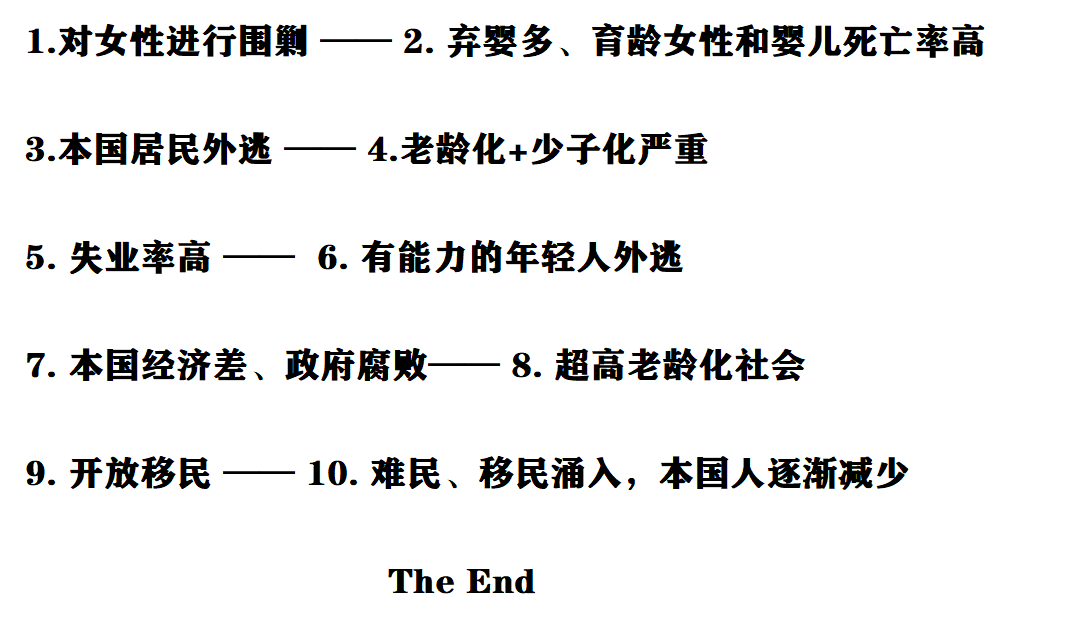 1.对女性进行围剿 —— 2. 弃婴多、育龄女性和婴儿死亡率高
3.本国居民外逃 —— 4.老龄化+少子化严重
5. 失业率高 —— 6. 有能力的年轻人外逃
7. 本国经济差、政府腐败—— 8. 超高老龄化社会
9. 开放移民 —— 10. 难民、移民涌入，本国人逐渐减少
The End